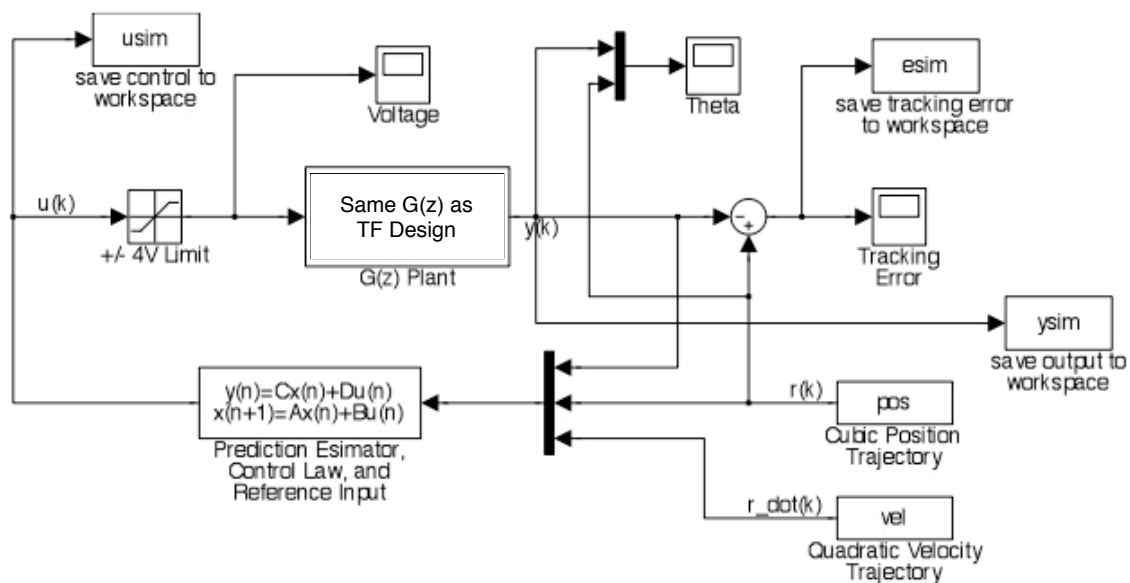 usim
save control to
workspace
Voltage
Theta
esim
save tracking error
to workspace
u(k)
+/- 4V Limit
Same G(z) as
TF Design
G(z) Plant
y(k)
-
+
Tracking
Error
ysim
save output to
workspace
y(n)=Cx(n)+Du(n)
x(n+1)=Ax(n)+Bu(n)
Prediction Esimator,
Control Law, and
Reference Input
r(k)
pos
Cubic Position
Trajectory
r_dot(k)
vel
Quadratic Velocity
Trajectory